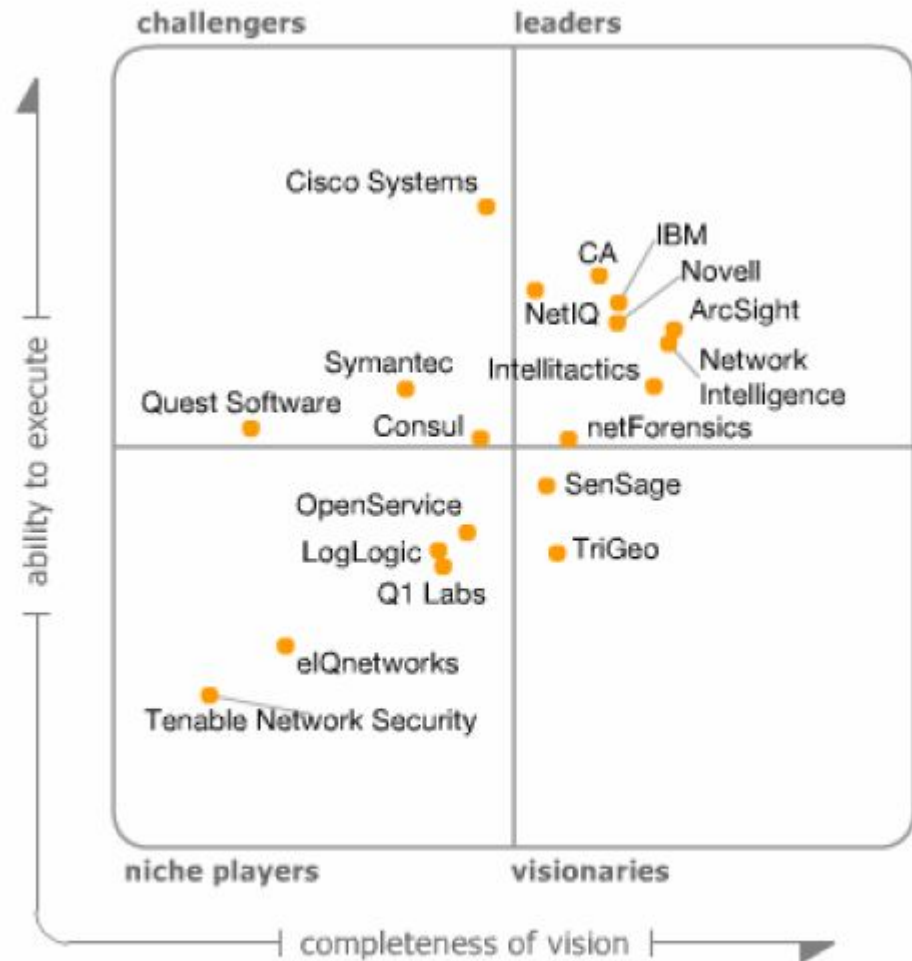 challengers
leaders
Cisco Systems
IBM
CA
Novell
NetIQ
ArcSight
Symantec
Intellitactics
Network
Intelligence
Quest Software
Consul
netForensics
SenSage
OpenService
LogLogic
TriGeo
Q1 Labs
eIQnetworks
Tenable Network Security
niche players
visionaries
ability to execute
completeness of vision